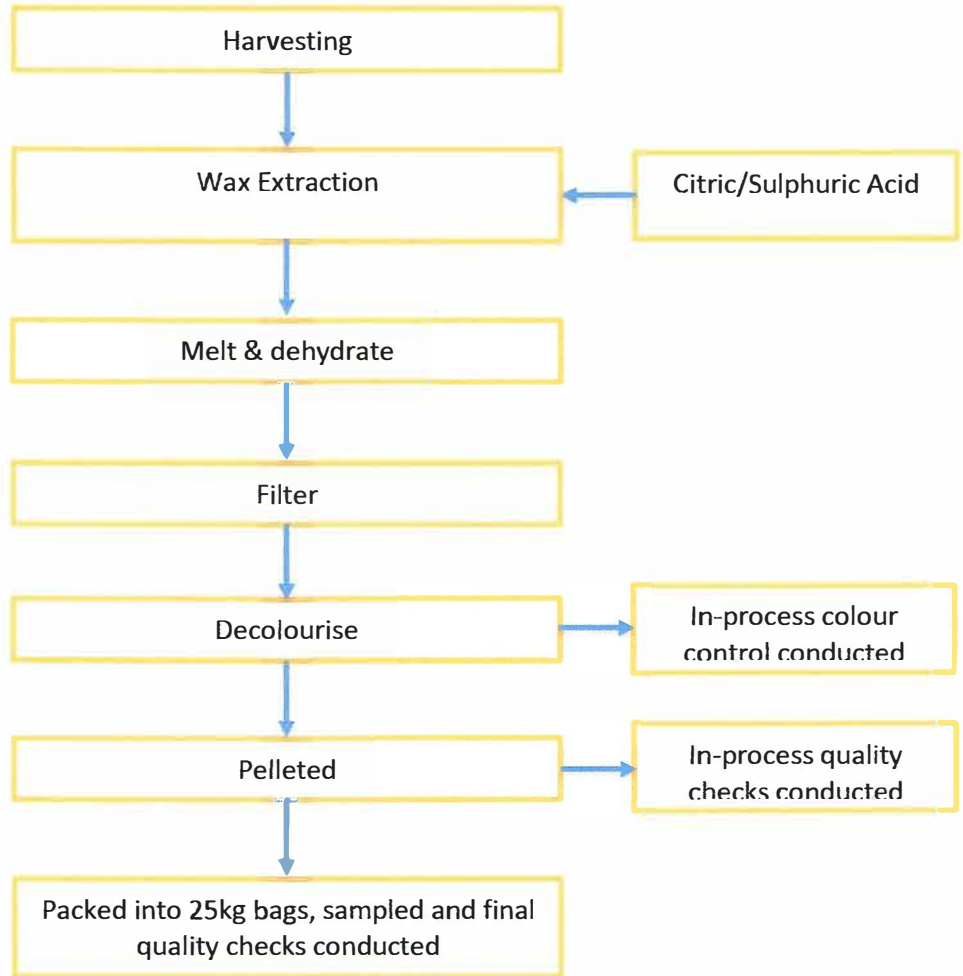 Harvesting
Wax Extraction
Citric/Sulphuric Acid
Melt & dehydrate
Filter
Decolourise
In-process colour
control conducted
Pelleted
In-process quality
checks conducted
Packed into 25kg bags, sampled and final
quality checks conducted